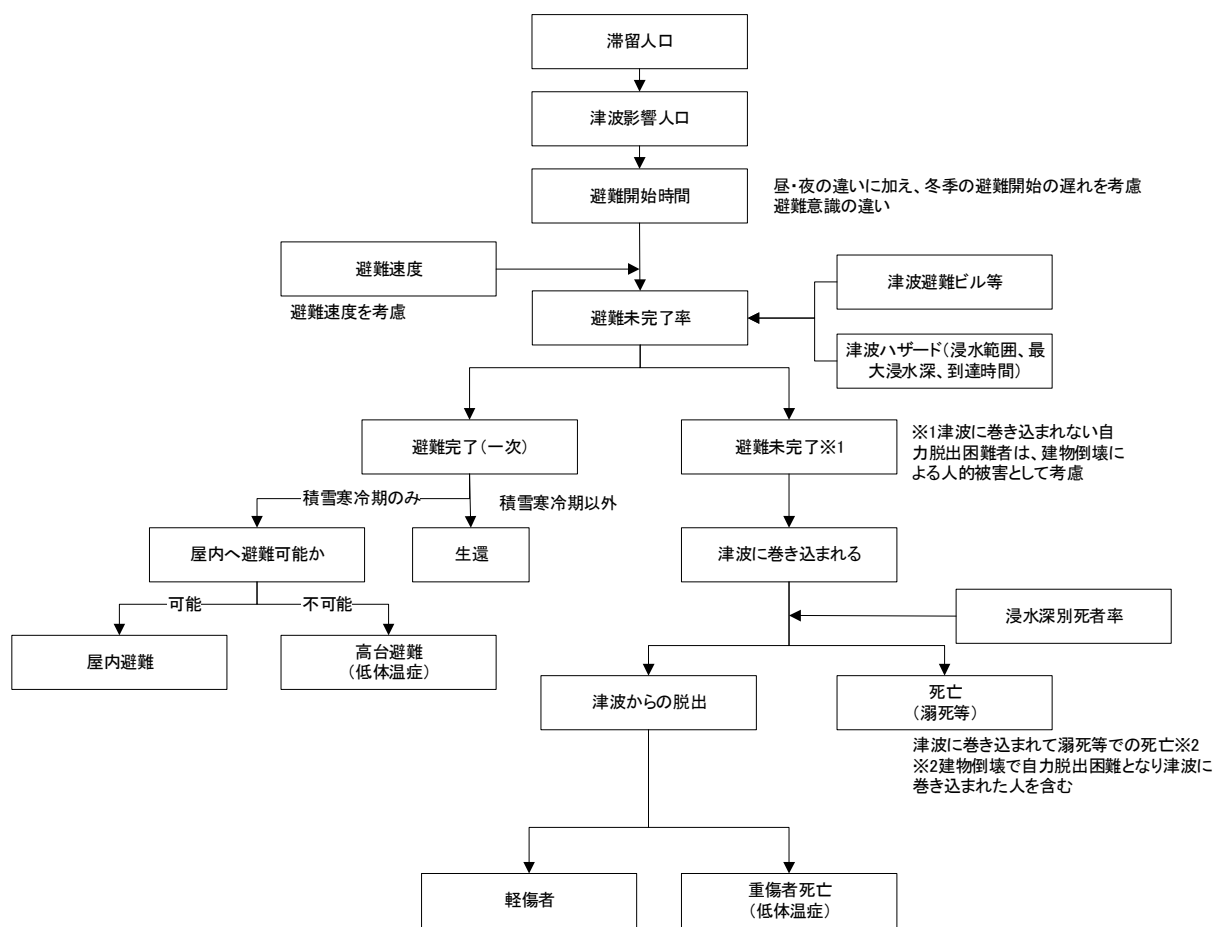 滞留人口
津波影響人口
避難開始時間
昼・夜の違いに加え、冬季の避難開始の遅れを考慮
避難意識の違い
避難速度
避難速度を考慮
津波避難ビル等
避難未完了率
津波ハザード(浸水範囲、最
大浸水深、到達時間)
避難完了(一次)
避難未完了※1
※1津波に巻き込まれない自
力脱出困難者は、建物倒壊に
よる人的被害として考慮
積雪寒冷期のみ
積雪寒冷期以外
屋内へ避難可能か
生還
津波に巻き込まれる
可能
不可能
浸水深別死者率
屋内避難
高台避難
(低体温症)
津波からの脱出
死亡
(溺死等)
津波に巻き込まれて溺死等での死亡※2
※2建物倒壊で自力脱出困難となり津波に
巻き込まれた人を含む
軽傷者
重傷者死亡
(低体温症)